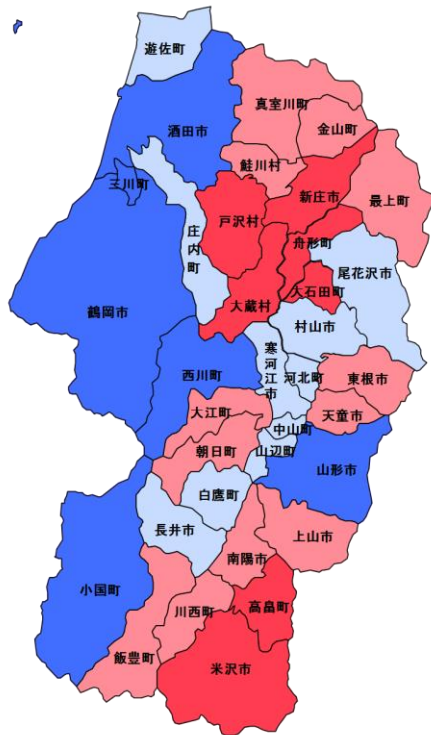 遊佐町
真室川町
酒田市
金山町
鮭川村
三川町
新庄市
最上町
戸沢村
庄内町
舟形町
尾花沢市
大石田町
大蔵村
鶴岡市
村山市
寒河江市
西川町
河北町
東根市
大江町
天童市
中山町
朝日町
山辺町
山形市
白鷹町
長井市
上山市
南陽市
小国町
高畠町
川西町
飯豊町
米沢市